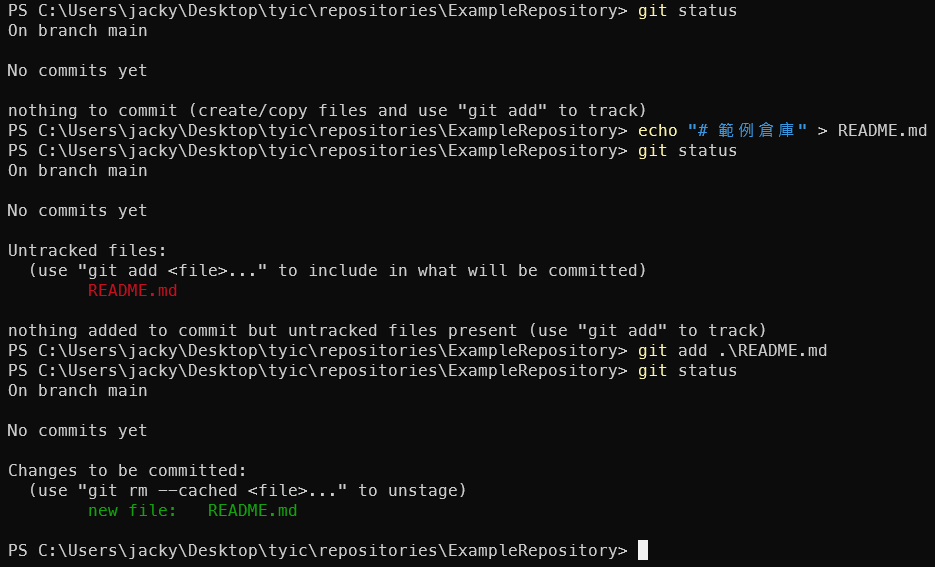 PS C:\Users\jacky\Desktop\tyic\repositories\ExampleRepository> git status
On branch main
No commits yet
nothing to commit (create/copy files and use "git add" to track)
PS C:\Users\jacky\Desktop\tyic\repositories\ExampleRepository> echo "# 範例倉庫" > README.md
PS C:\Users\jacky\Desktop\tyic\repositories\ExampleRepository> git status
On branch main
No commits yet
Untracked files:
  (use "git add <file>..." to include in what will be committed)
        README.md
nothing added to commit but untracked files present (use "git add" to track)
PS C:\Users\jacky\Desktop\tyic\repositories\ExampleRepository> git add .\README.md
PS C:\Users\jacky\Desktop\tyic\repositories\ExampleRepository> git status
On branch main
No commits yet
Changes to be committed:
  (use "git rm --cached <file>..." to unstage)
        new file:   README.md
PS C:\Users\jacky\Desktop\tyic\repositories\ExampleRepository>